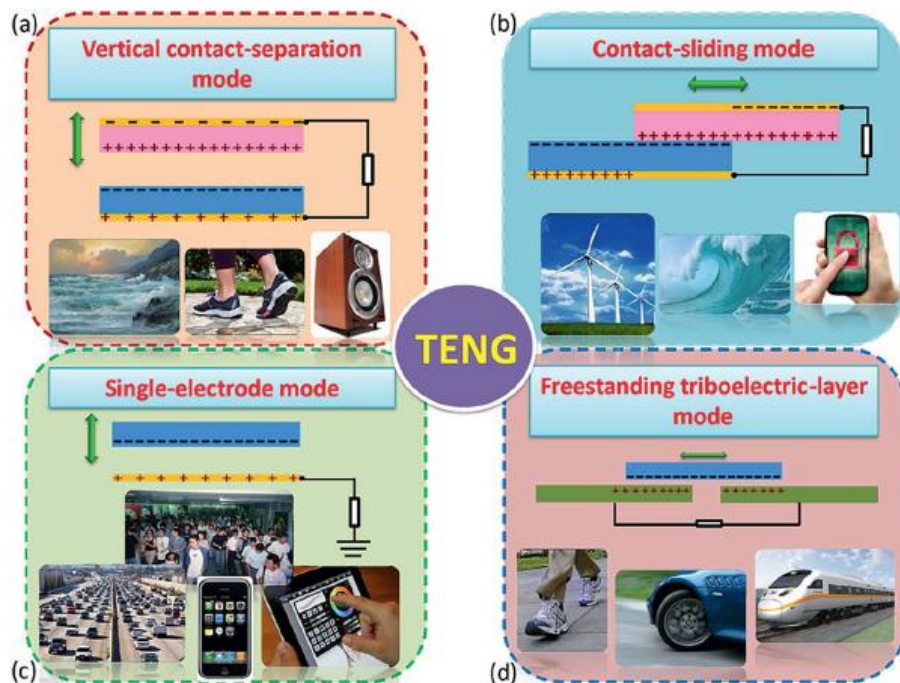 (a)
Vertical contact-separation
mode
(b)
Contact-sliding mode
TENG
Single-electrode mode
(c)
Freestanding triboelectric-layer
mode
(d)